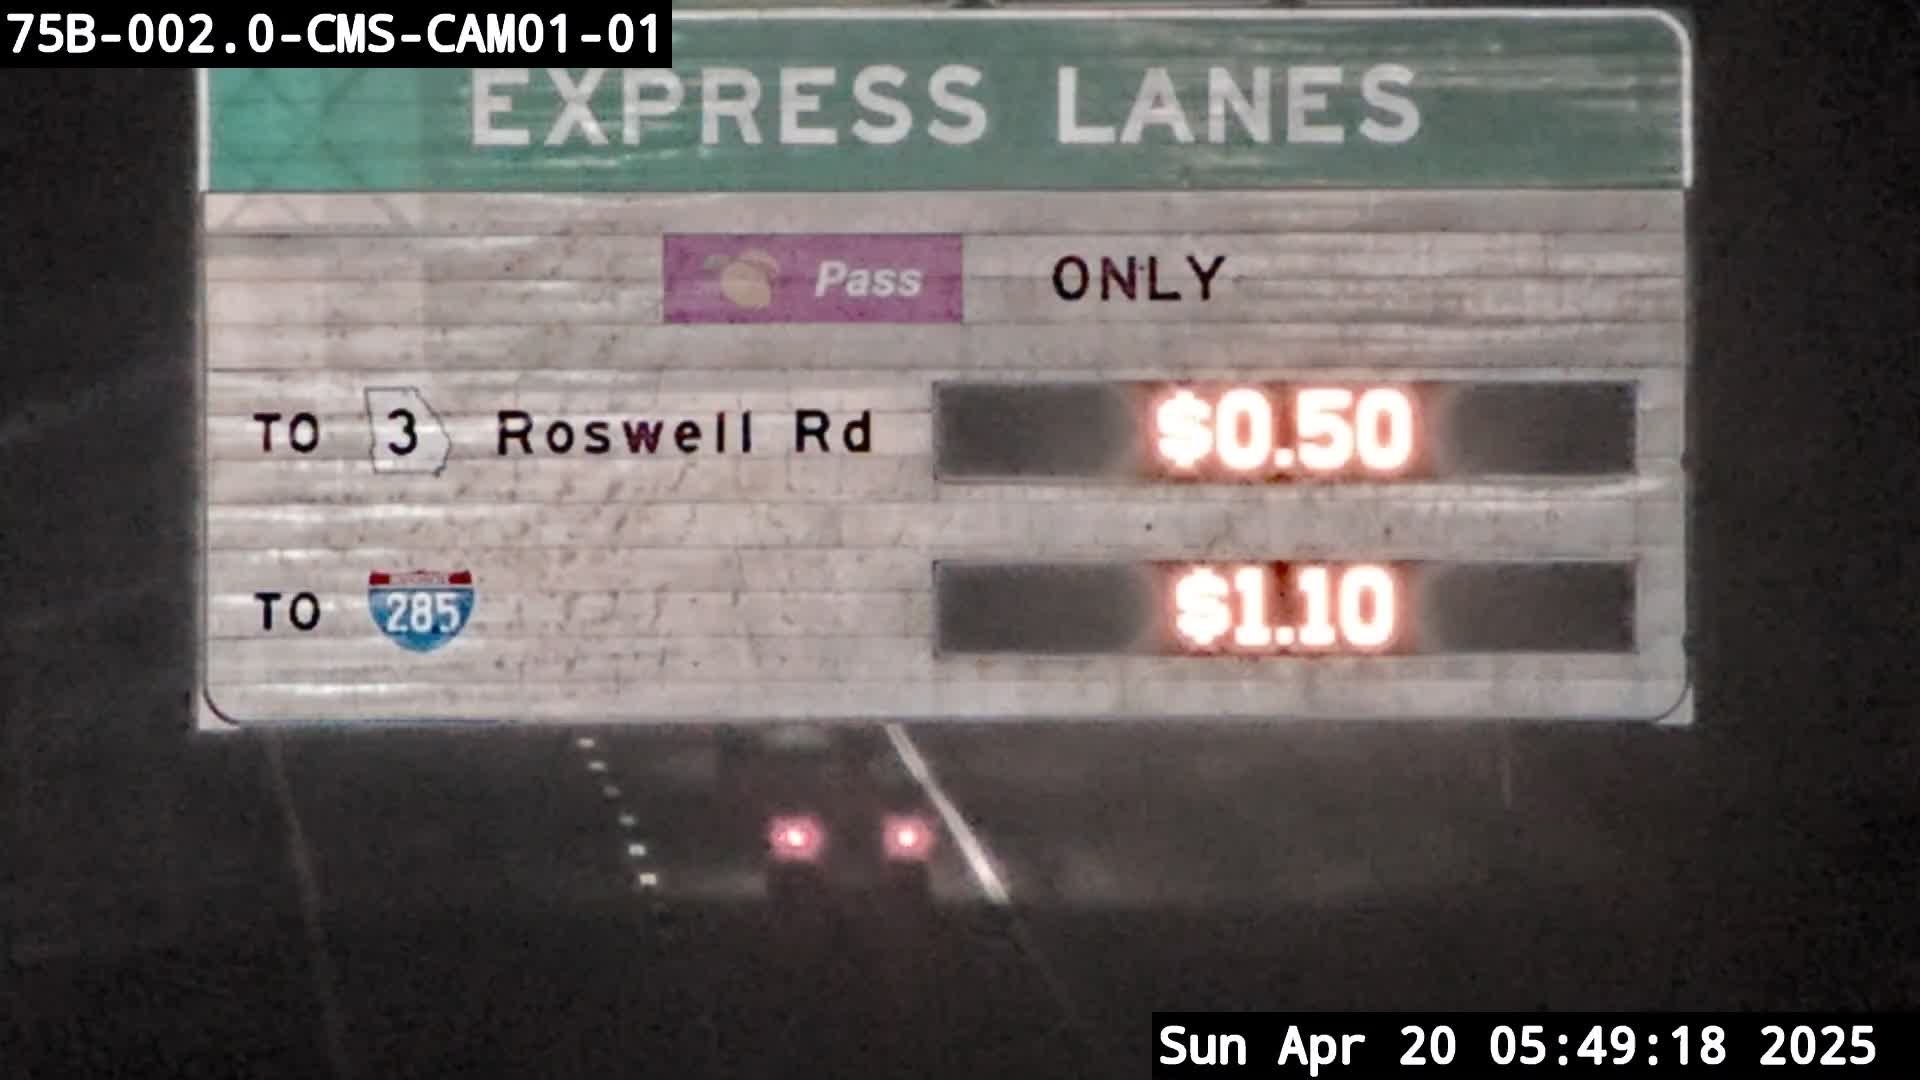 75B-002.0-CMS-CAM01-01
EXPRESS LANES
Pass ONLY
TO 3 Roswell Rd $0.50
TO 285 $1.10
Sun Apr 20 05:49:18 2025